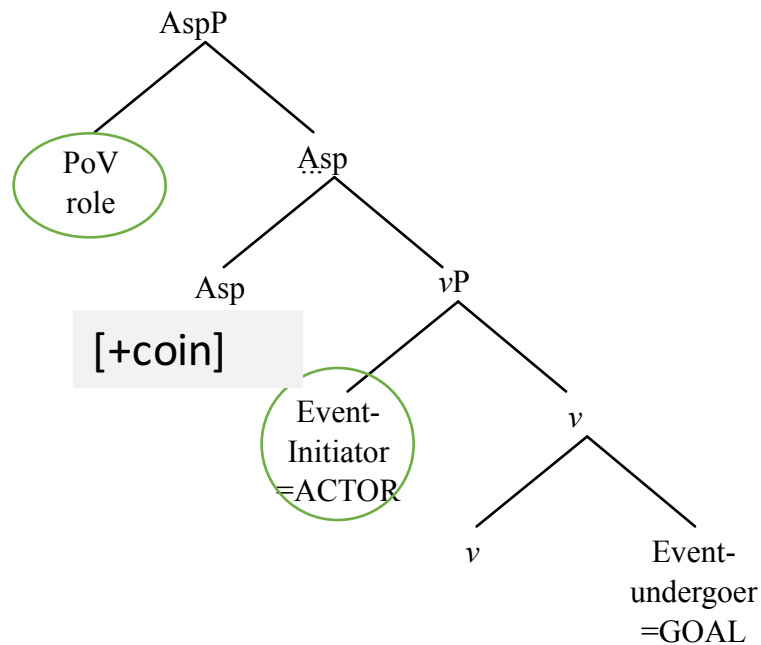 AspP
PoV
role
Asp
...
Asp
vP
[+coin]
Event-
Initiator
=ACTOR
v
v
Event-
undergoer
=GOAL